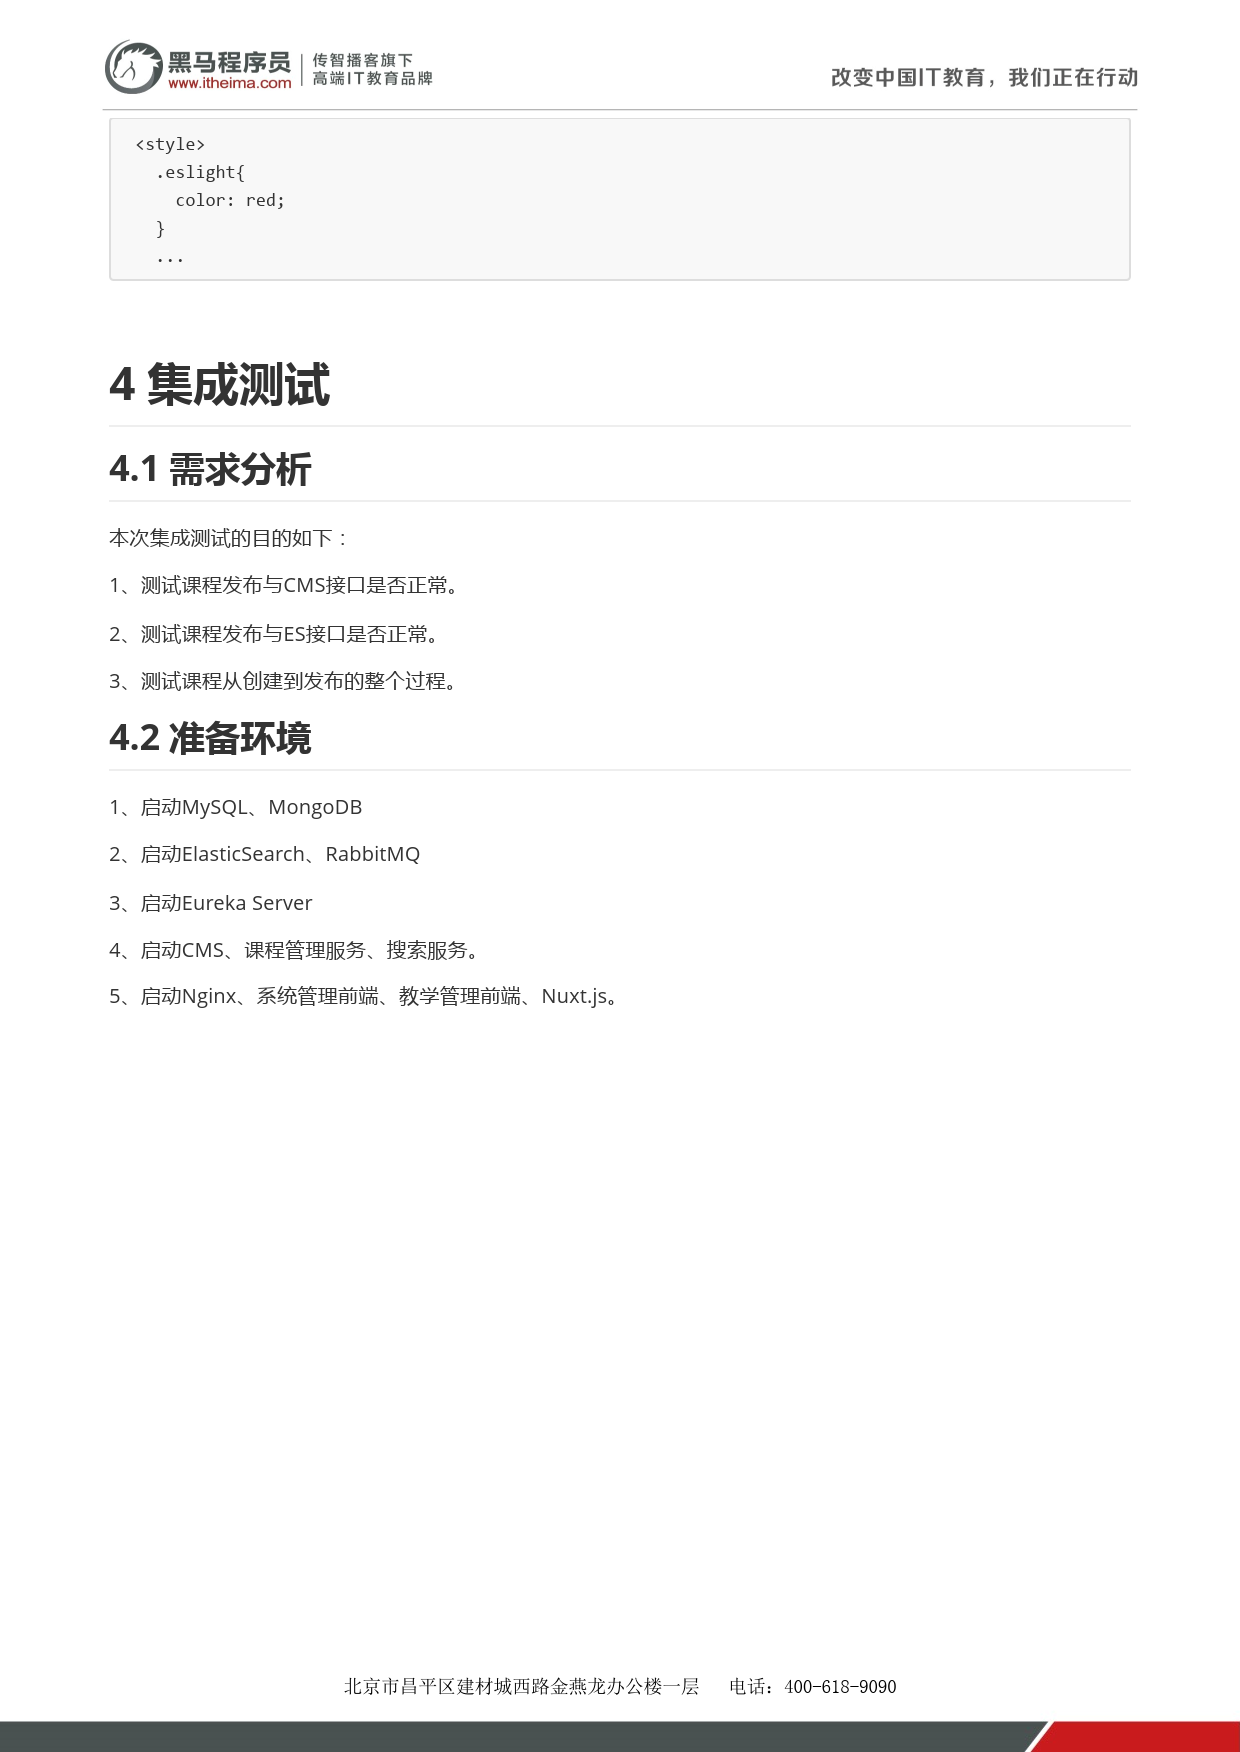 黑马程序员
www.itheima.com
传智播客旗下
高端IT教育品牌
改变中国IT教育，我们正在行动
<style>
  .eslight{
    color: red;
  }
  ...
4 集成测试
4.1 需求分析
本次集成测试的目的如下：
1、测试课程发布与CMS接口是否正常。
2、测试课程发布与ES接口是否正常。
3、测试课程从创建到发布的整个过程。
4.2 准备环境
1、启动MySQL、MongoDB
2、启动ElasticSearch、RabbitMQ
3、启动Eureka Server
4、启动CMS、课程管理服务、搜索服务。
5、启动Nginx、系统管理前端、教学管理前端、Nuxt.js。
北京市昌平区建材城西路金燕龙办公楼一层   电话：400-618-9090